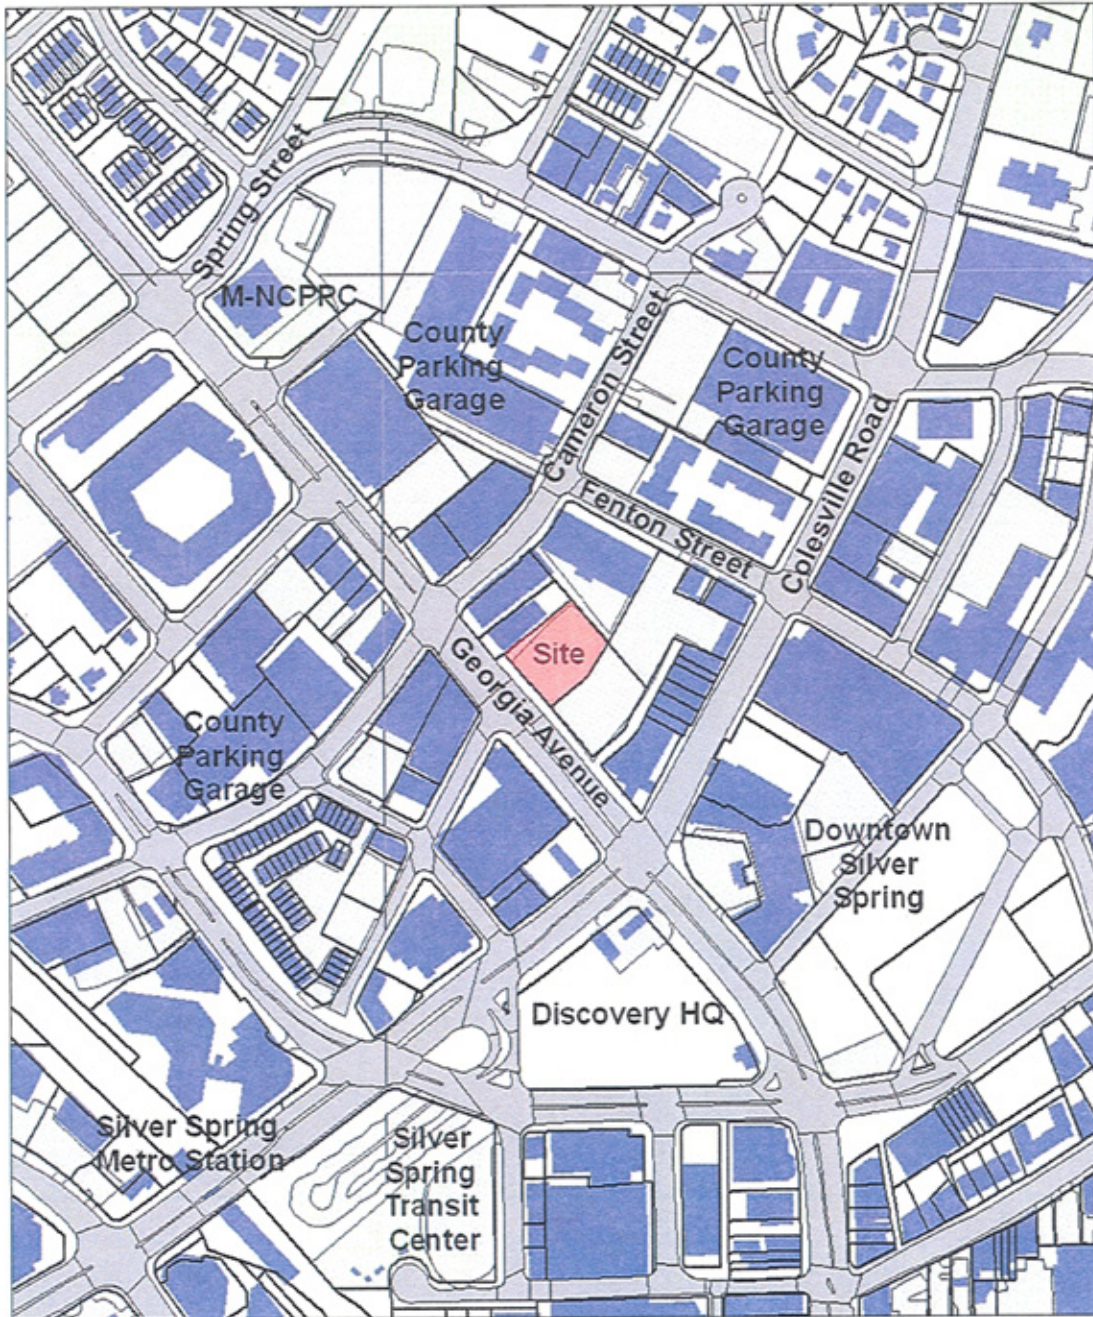 Spring Street
M-NCPPC
County
Parking
Garage
Cameron Street
County
Parking
Garage
Colesville Road
Fenton Street
Site
Georgia Avenue
County
Parking
Garage
Downtown
Silver
Spring
Discovery HQ
Silver Spring
Metro Station
Silver
Spring
Transit
Center